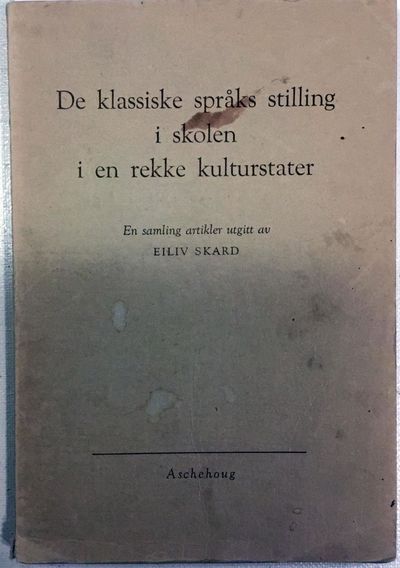 De klassiske språks stilling
i skolen
i en rekke kulturstater
En samling artikler utgitt av
EILIV SKARD
Aschehoug